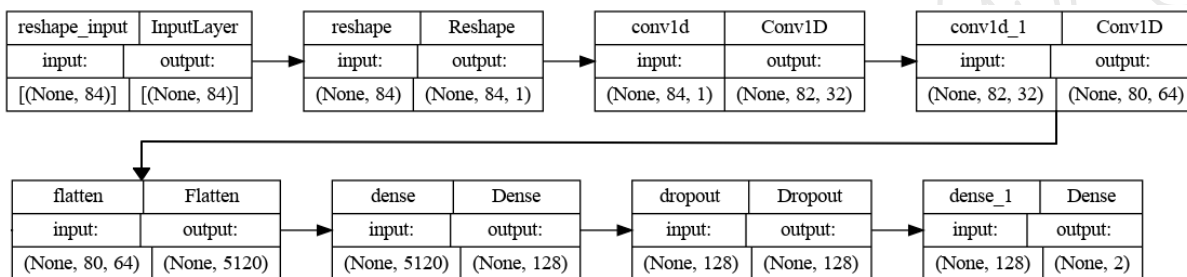 reshape_input InputLayer reshape Reshape conv1d Conv1D conv1d_1 Conv1D
input: output: input: output: input: output: input: output:
[(None, 84)] [(None, 84)] (None, 84) (None, 84, 1) (None, 84, 1) (None, 82, 32) (None, 82, 32) (None, 80, 64)
flatten Flatten dense Dense dropout Dropout dense_1 Dense
input: output: input: output: input: output: input: output:
(None, 80, 64) (None, 5120) (None, 5120) (None, 128) (None, 128) (None, 128) (None, 128) (None, 2)